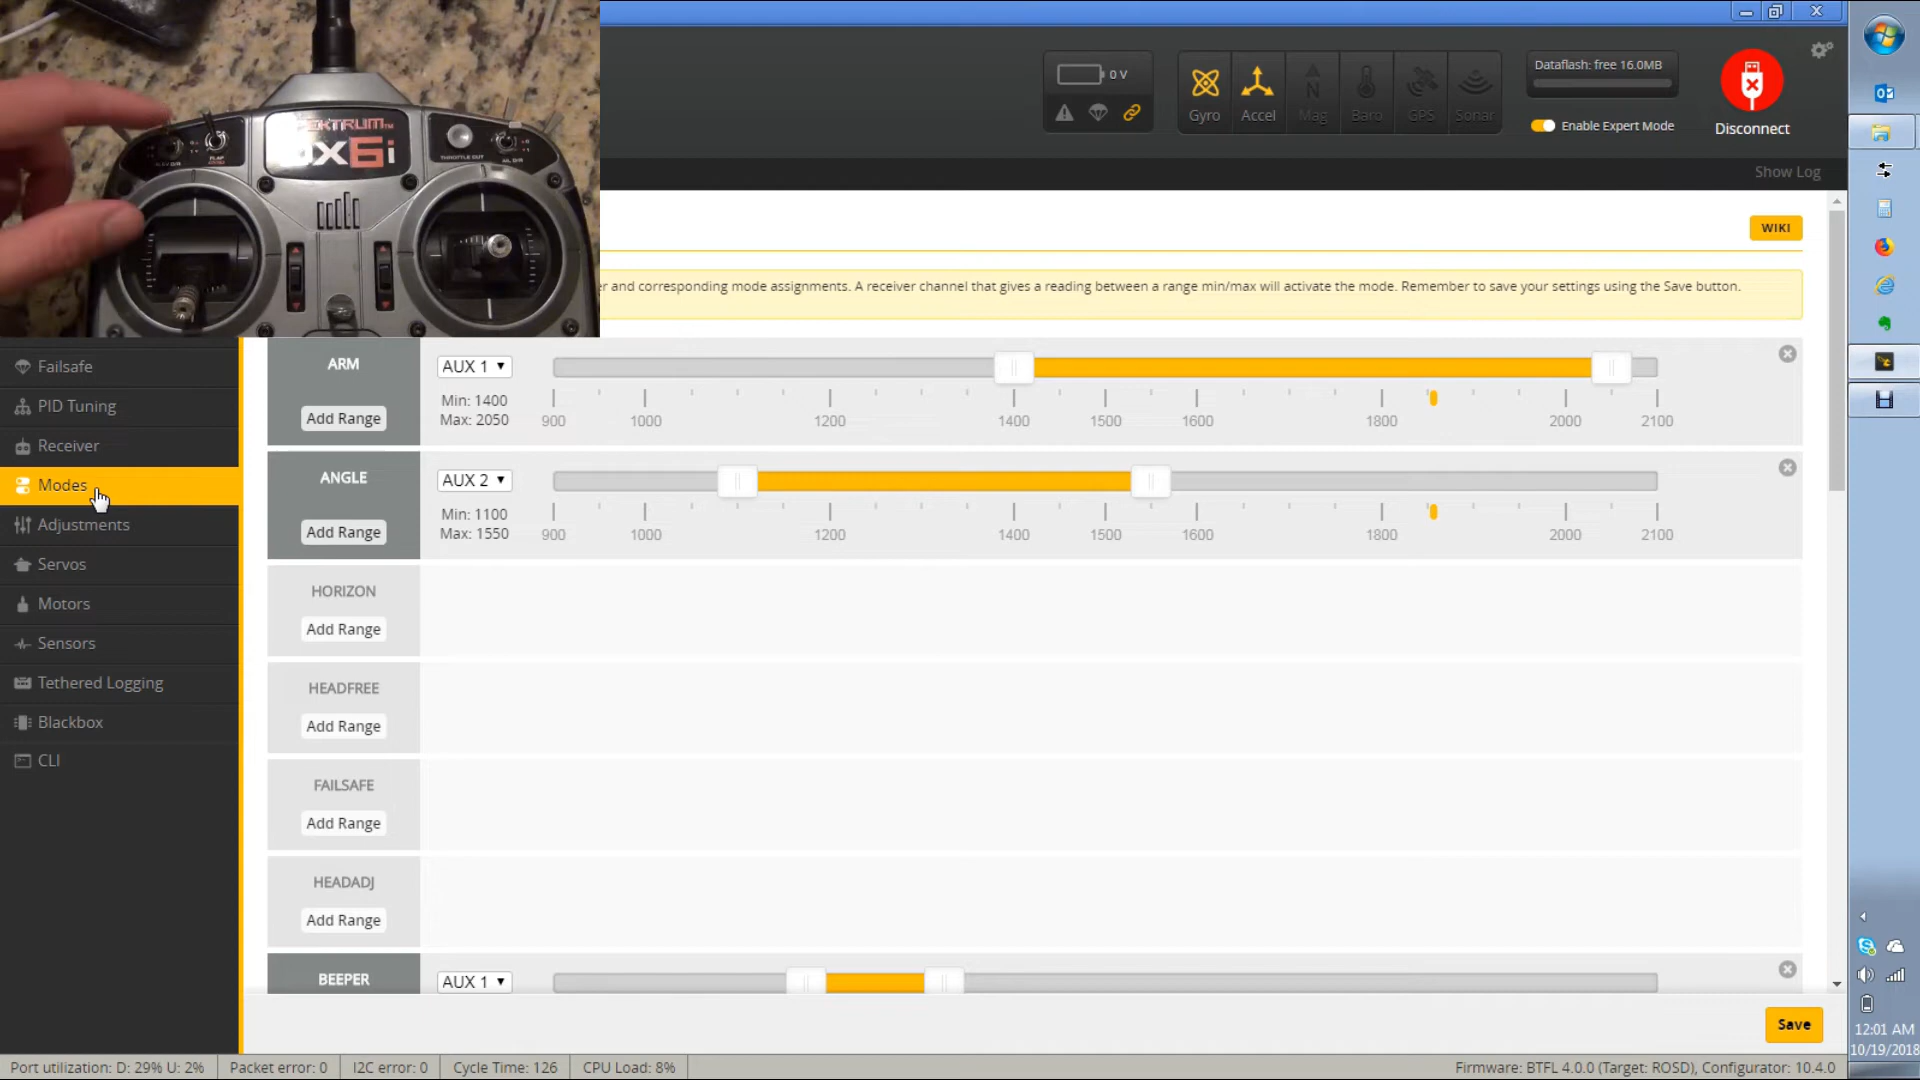 0 V
Gyro
Accel
Mag
Baro
GPS
Sonar
Dataflash: free 16.0MB
Enable Expert Mode
Disconnect
Show Log
DX6i
FLAP
THROTTLE CUT
WIKI
and corresponding mode assignments. A receiver channel that gives a reading between a range min/max will activate the mode. Remember to save your settings using the Save button.
Failsafe
PID Tuning
Receiver
Modes
Adjustments
Servos
Motors
Sensors
Tethered Logging
Blackbox
CLI
ARM
Add Range
AUX 1
Min: 1400
Max: 2050
900 1000 1200 1400 1500 1600 1800 2000 2100
ANGLE
Add Range
AUX 2
Min: 1100
Max: 1550
900 1000 1200 1400 1500 1600 1800 2000 2100
HORIZON
Add Range
HEADFREE
Add Range
FAILSAFE
Add Range
HEADADJ
Add Range
BEEPER
AUX 1
Save
12:01 AM
10/19/2018
Port utilization: D: 29% U: 2%
Packet error: 0
I2C error: 0
Cycle Time: 126
CPU Load: 8%
Firmware: BTFL 4.0.0 (Target: ROSD), Configurator: 10.4.0